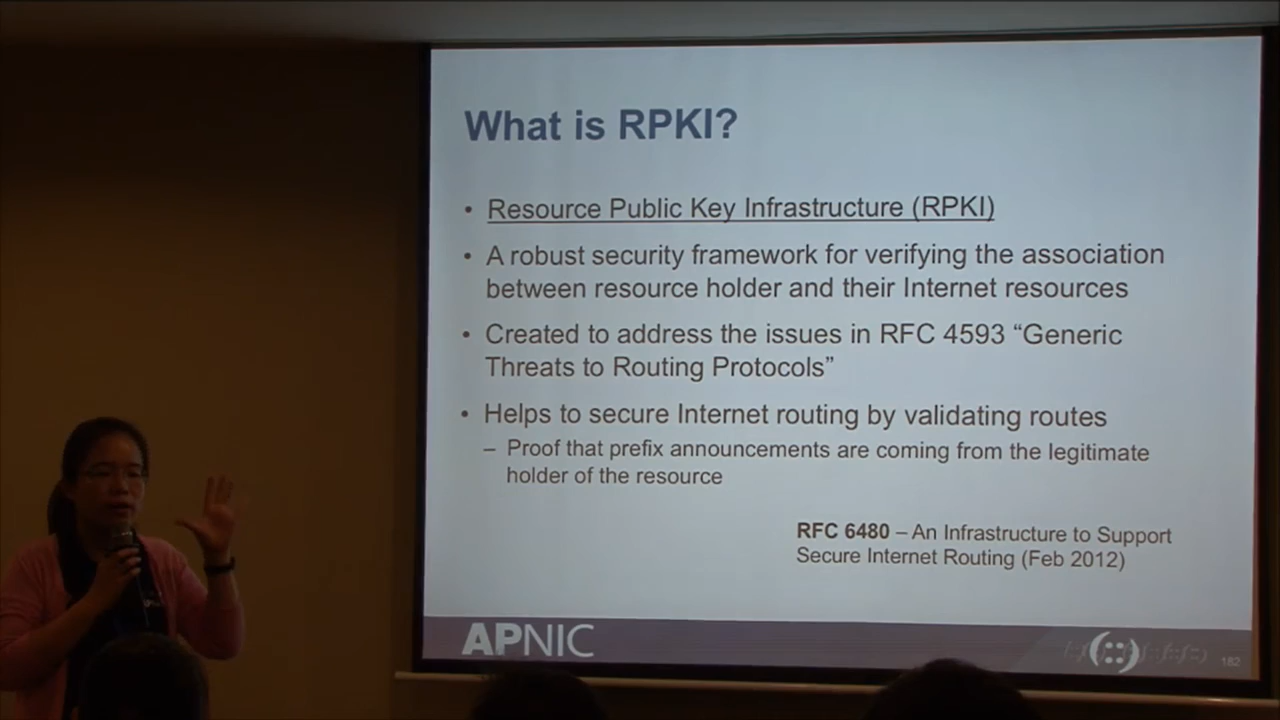 What is RPKI?
• Resource Public Key Infrastructure (RPKI)
• A robust security framework for verifying the association
between resource holder and their Internet resources
• Created to address the issues in RFC 4593 “Generic
Threats to Routing Protocols”
• Helps to secure Internet routing by validating routes
– Proof that prefix announcements are coming from the legitimate
holder of the resource
RFC 6480 – An Infrastructure to Support
Secure Internet Routing (Feb 2012)
APNIC
182